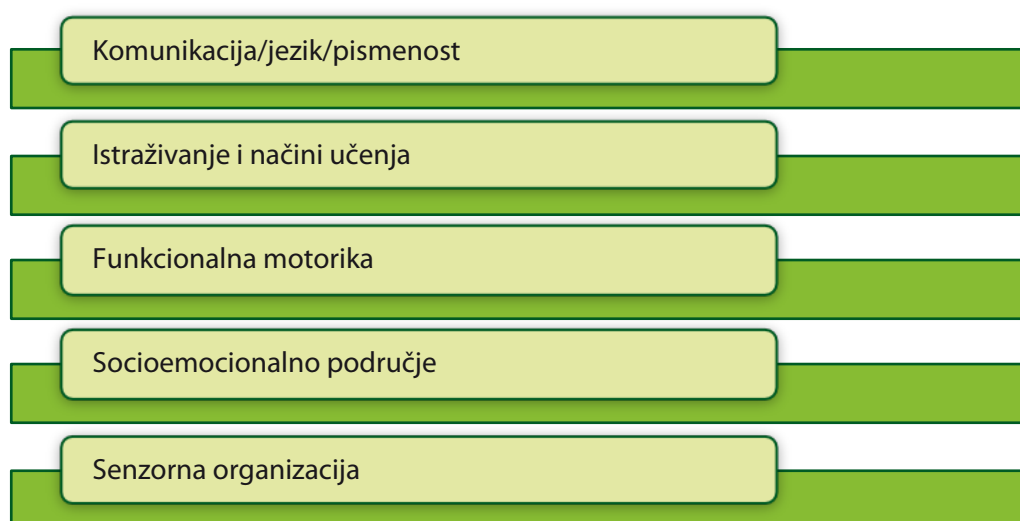 Komunikacija/jezik/pismenost
Istraživanje i načini učenja
Funkcionalna motorika
Socioemocionalno područje
Senzorna organizacija